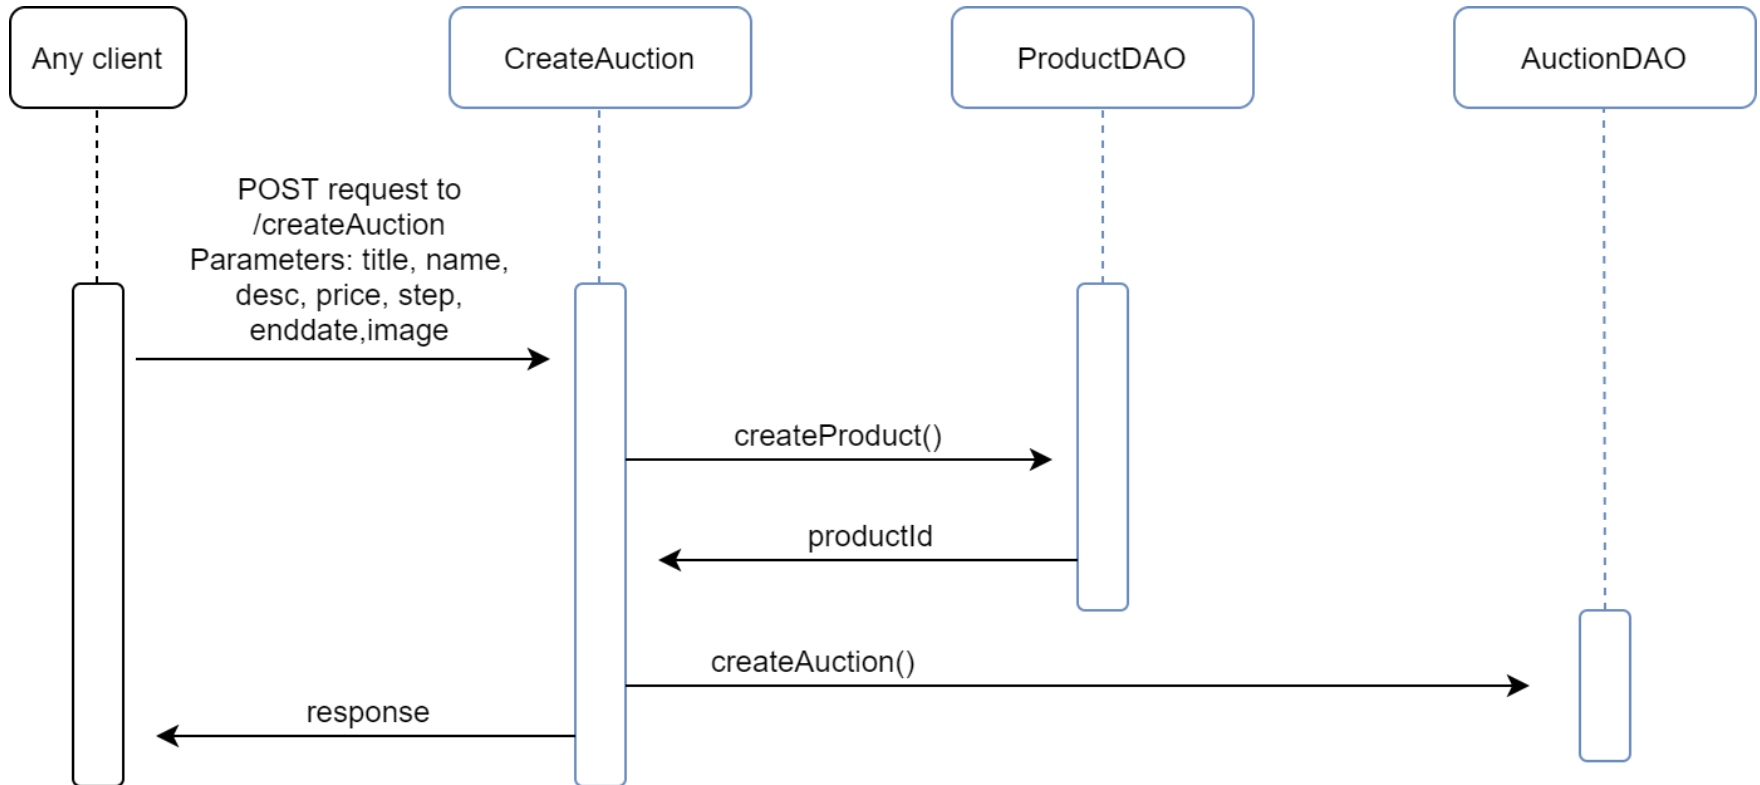 Any client
CreateAuction
ProductDAO
AuctionDAO
POST request to
/createAuction
Parameters: title, name,
desc, price, step,
enddate,image
createProduct()
productId
createAuction()
response